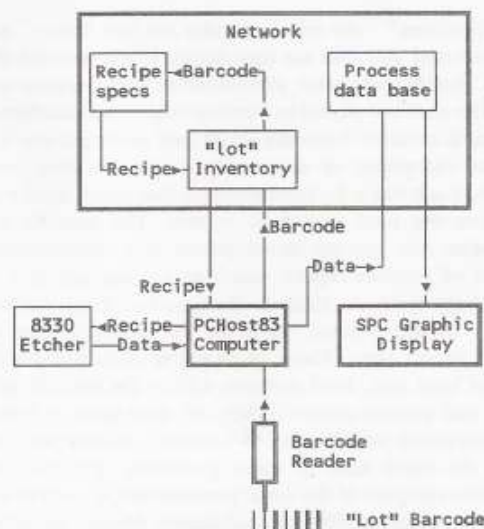 Network
Recipe
specs
Barcode
Process
data base
Recipe
"lot"
Inventory
Barcode
Data
Recipe
8330
Etcher
Recipe
Data
PCHost83
Computer
SPC Graphic
Display
Barcode
Reader
"Lot" Barcode